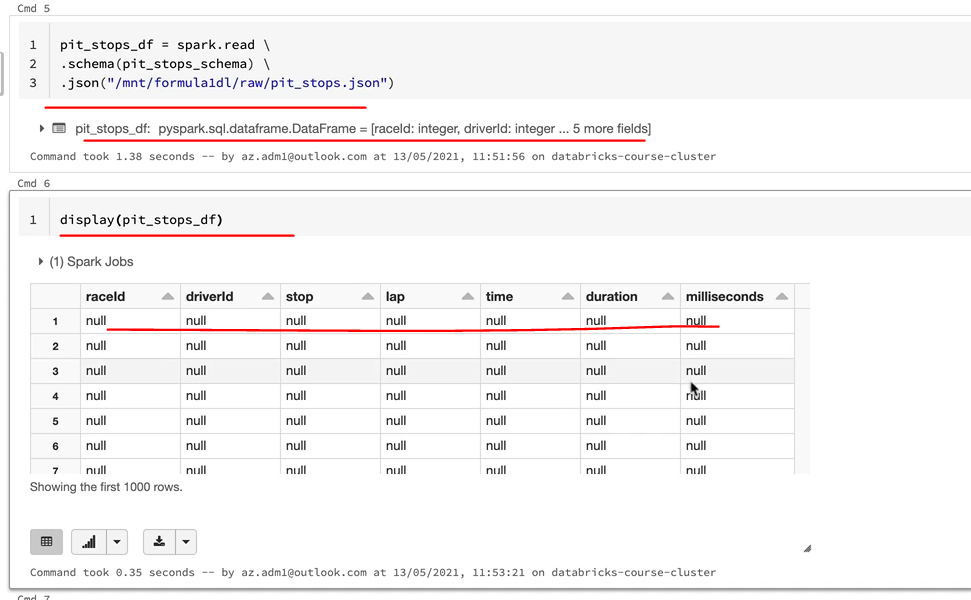 Cmd 5
1 pit_stops_df = spark.read \
2 .schema(pit_stops_schema) \
3 .json("/mnt/formula1dl/raw/pit_stops.json")
pit_stops_df: pyspark.sql.dataframe.DataFrame = [raceId: integer, driverId: integer ... 5 more fields]
Command took 1.38 seconds -- by az.adm1@outlook.com at 13/05/2021, 11:51:56 on databricks-course-cluster
Cmd 6
1 display(pit_stops_df)
(1) Spark Jobs
raceId driverId stop lap time duration milliseconds
1 null null null null null null null
2 null null null null null null null
3 null null null null null null null
4 null null null null null null null
5 null null null null null null null
6 null null null null null null null
7 null null null null null null null
Showing the first 1000 rows.
Command took 0.35 seconds -- by az.adm1@outlook.com at 13/05/2021, 11:53:21 on databricks-course-cluster
Cmd 7